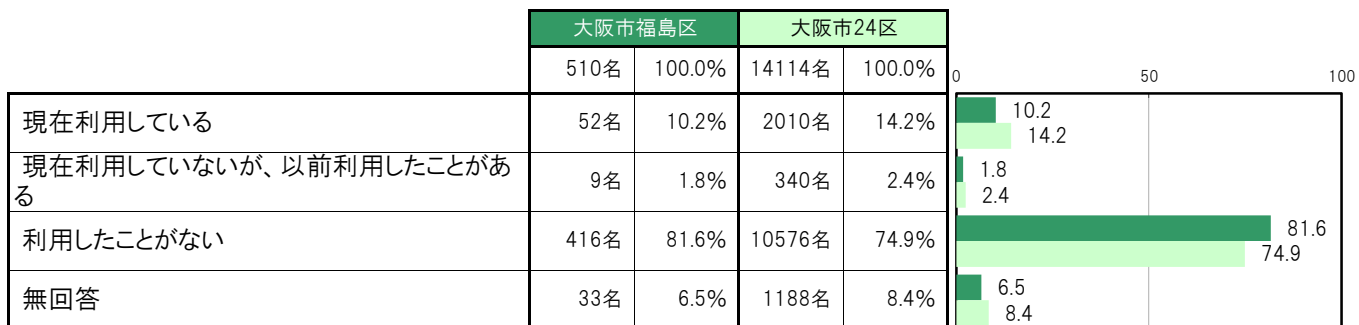 大阪市福島区 大阪市24区
510名 100.0% 14114名 100.0%
0 50 100
現在利用している 52名 10.2% 2010名 14.2%
10.2
14.2
現在利用していないが、以前利用したことがあ
る
9名 1.8% 340名 2.4%
1.8
2.4
利用したことがない 416名 81.6% 10576名 74.9%
81.6
74.9
無回答 33名 6.5% 1188名 8.4%
6.5
8.4